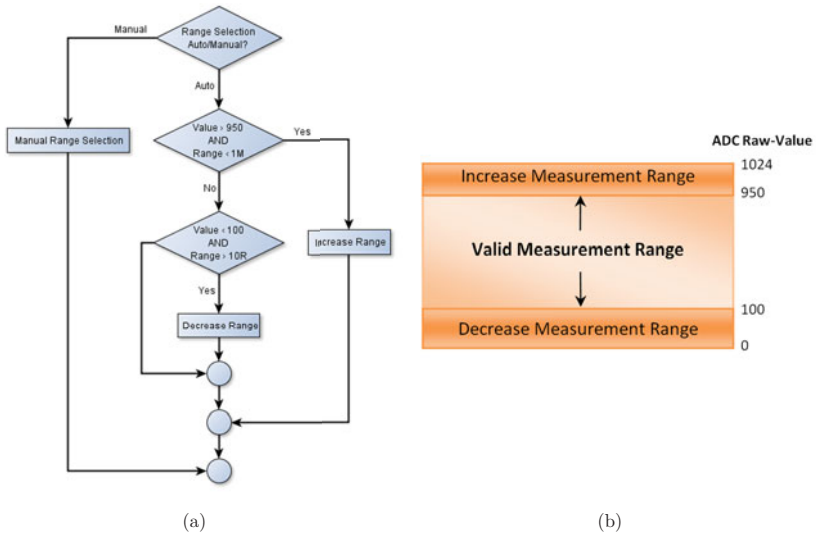 Manual
Range Selection
Auto/Manual?
Auto
Manual Range Selection
Value > 950
AND
Range < 1M
Yes
No
Value < 100
AND
Range > 10R
Increase Range
Yes
Decrease Range
(a)
ADC Raw-Value
1024
Increase Measurement Range
950
Valid Measurement Range
100
Decrease Measurement Range
0
(b)